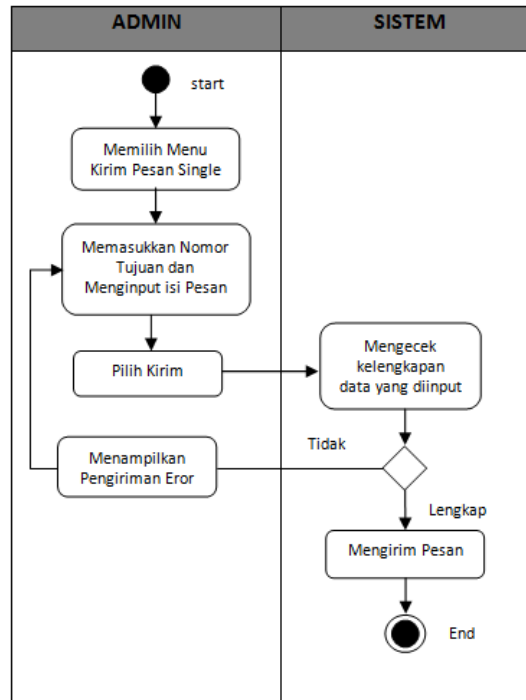 ADMIN
SISTEM
start
Memilih Menu
Kirim Pesan Single
Memasukkan Nomor
Tujuan dan
Menginput isi Pesan
Pilih Kirim
Mengecek
kelengkapan
data yang diinput
Tidak
Menampilkan
Pengiriman Eror
Lengkap
Mengirim Pesan
End